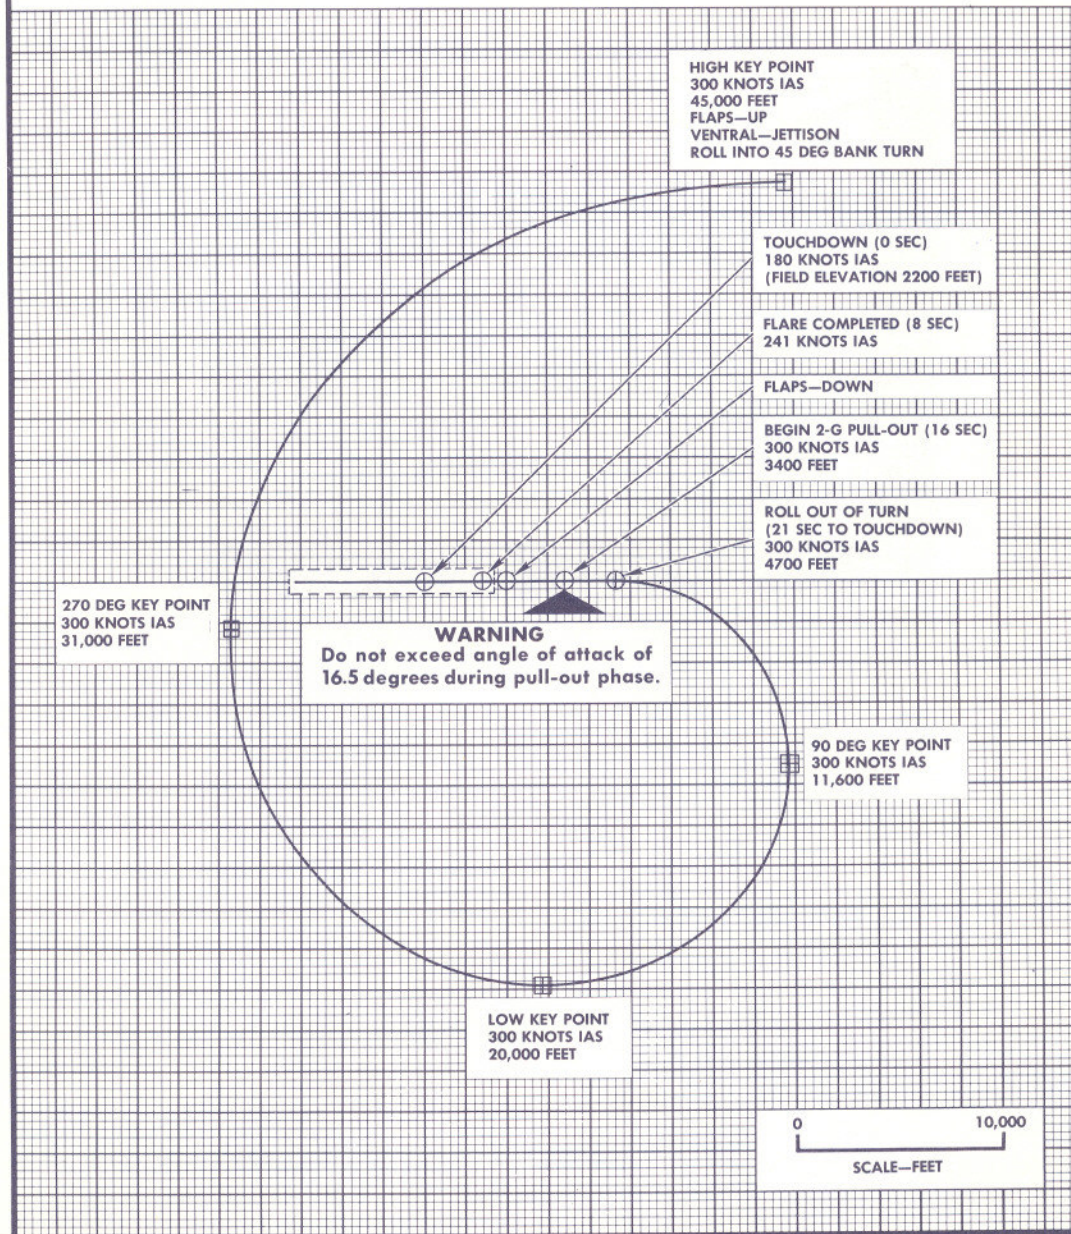 HIGH KEY POINT
300 KNOTS IAS
45,000 FEET
FLAPS—UP
VENTRAL—JETTISON
ROLL INTO 45 DEG BANK TURN
TOUCHDOWN (0 SEC)
180 KNOTS IAS
(FIELD ELEVATION 2200 FEET)
FLARE COMPLETED (8 SEC)
241 KNOTS IAS
FLAPS—DOWN
BEGIN 2-G PULL-OUT (16 SEC)
300 KNOTS IAS
3400 FEET
ROLL OUT OF TURN
(21 SEC TO TOUCHDOWN)
300 KNOTS IAS
4700 FEET
270 DEG KEY POINT
300 KNOTS IAS
31,000 FEET
WARNING
Do not exceed angle of attack of
16.5 degrees during pull-out phase.
90 DEG KEY POINT
300 KNOTS IAS
11,600 FEET
LOW KEY POINT
300 KNOTS IAS
20,000 FEET
0 10,000
SCALE—FEET